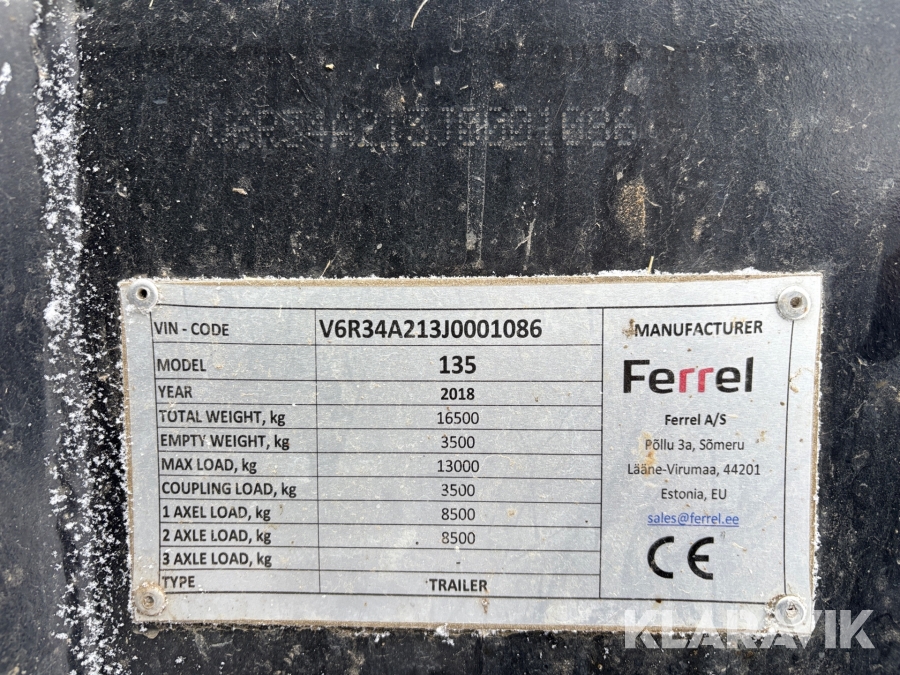 V6R34A213J0001086
VIN - CODE V6R34A213J0001086
MODEL 135
YEAR 2018
TOTAL WEIGHT, kg 16500
EMPTY WEIGHT, kg 3500
MAX LOAD, kg 13000
COUPLING LOAD, kg 3500
1 AXEL LOAD, kg 8500
2 AXLE LOAD, kg 8500
3 AXLE LOAD, kg
TYPE TRAILER
MANUFACTURER
Ferrel
Ferrel A/S
Põllu 3a, Sõmeru
Lääne-Virumaa, 44201
Estonia, EU
sales@ferrel.ee
CE
KLARAVIK